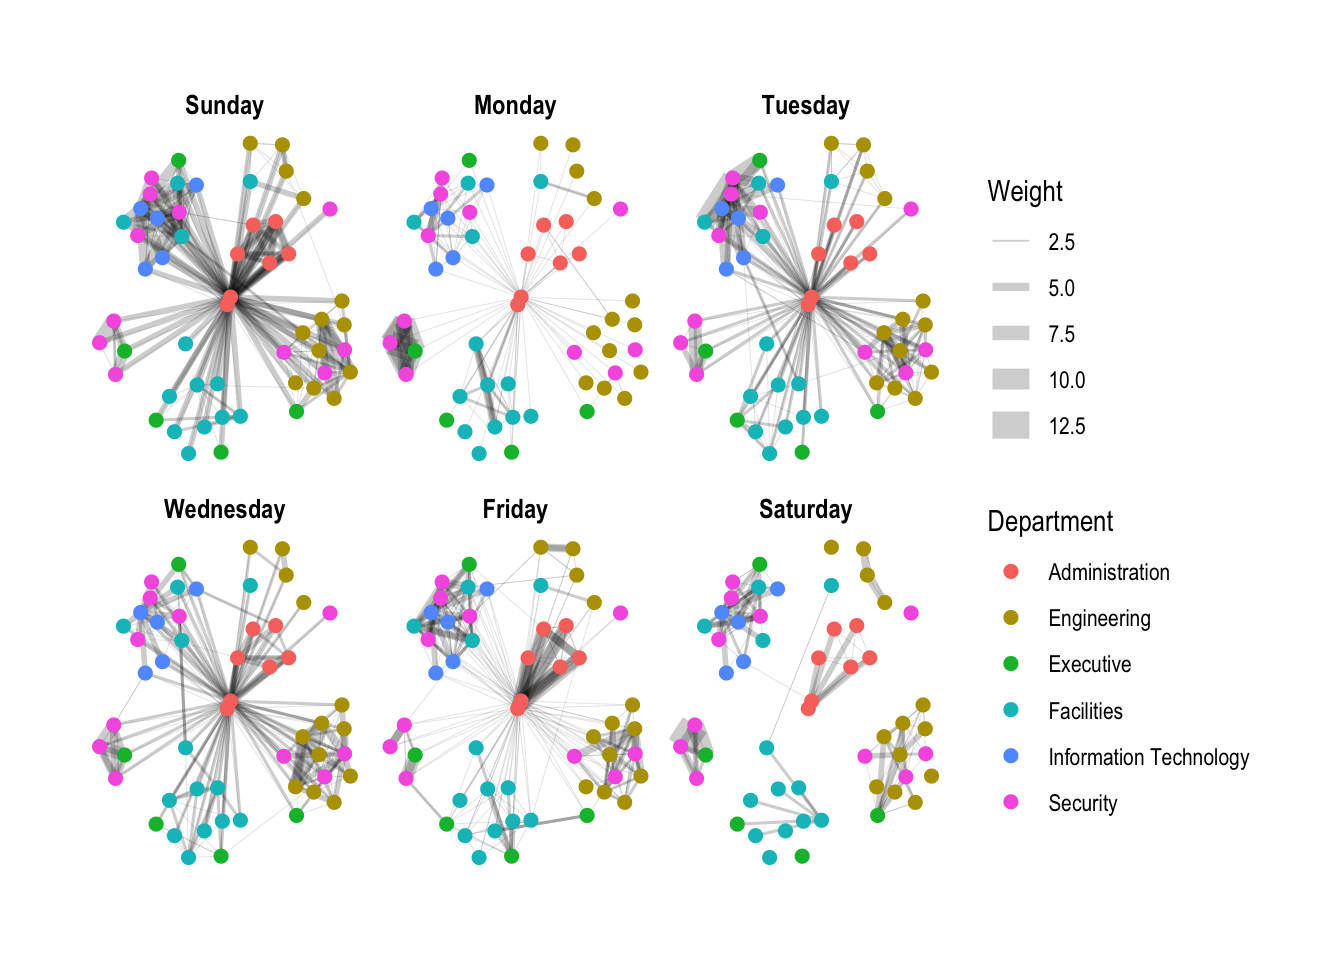 Sunday
Monday
Tuesday
Wednesday
Friday
Saturday
Weight
2.5
5.0
7.5
10.0
12.5
Department
Administration
Engineering
Executive
Facilities
Information Technology
Security